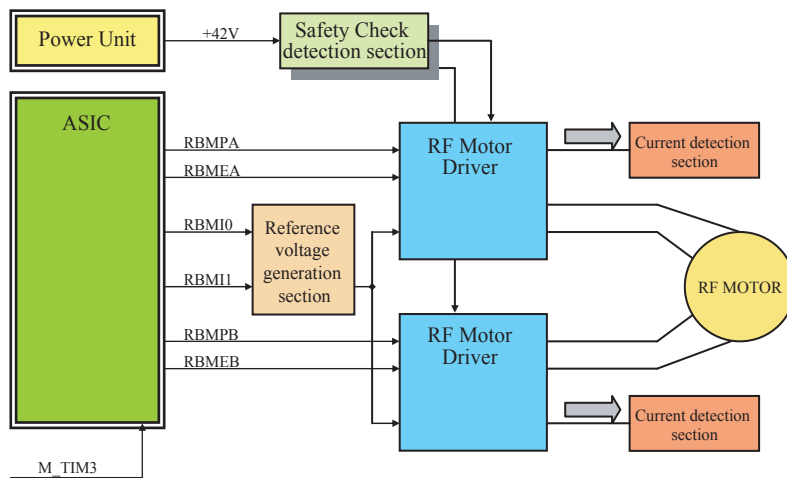 Power Unit
+42V
Safety Check
detection section
ASIC
RBMPA
RBMEA
RBMI0
RBMI1
RBMPB
RBMEB
Reference
voltage
generation
section
RF Motor
Driver
Current detection
section
RF MOTOR
RF Motor
Driver
Current detection
section
M_TIM3